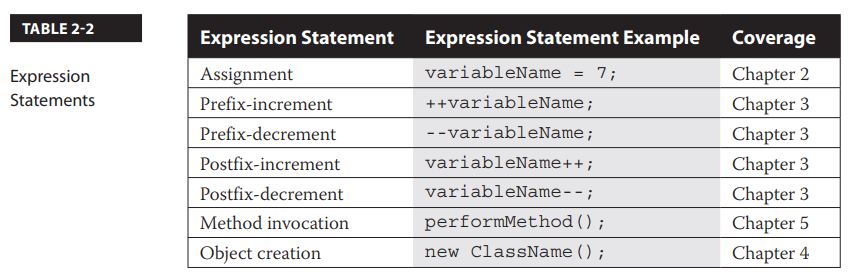 TABLE 2-2
Expression
Statements
Expression Statement Expression Statement Example Coverage
Assignment variableName = 7; Chapter 2
Prefix-increment ++variableName; Chapter 3
Prefix-decrement --variableName; Chapter 3
Postfix-increment variableName++; Chapter 3
Postfix-decrement variableName--; Chapter 3
Method invocation performMethod(); Chapter 5
Object creation new ClassName(); Chapter 4